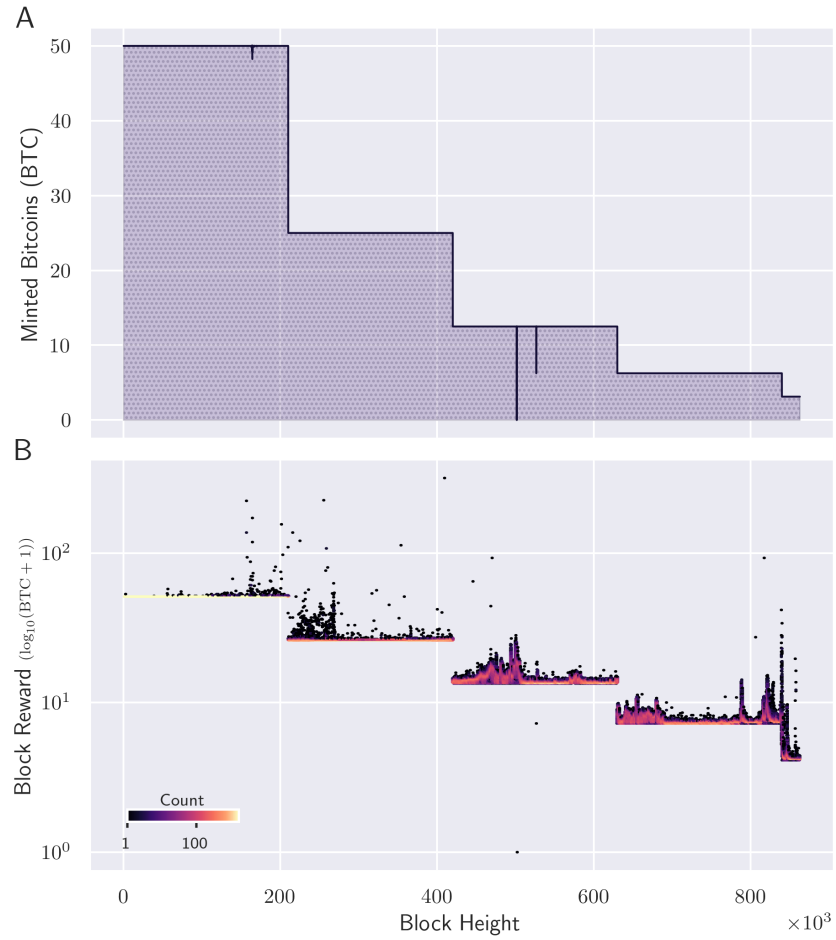 A
50
40
30
20
10
0
Minted Bitcoins (BTC)
B
10²
10¹
10⁰
Block Reward (log₁₀(BTC + 1))
Count
1 100
0 200 400 600 800
×10³
Block Height